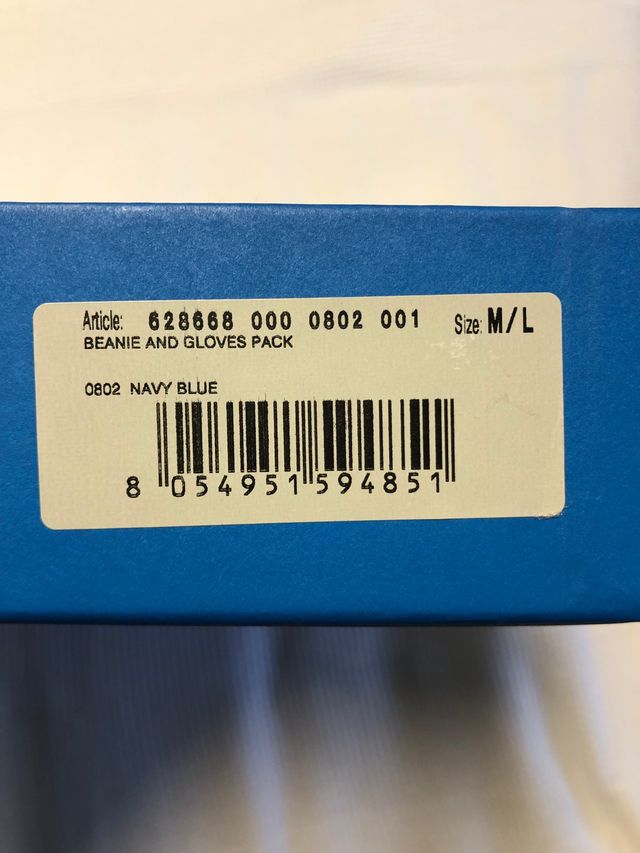 Article: 628668 000 0802 001 Size: M/L
BEANIE AND GLOVES PACK
0802 NAVY BLUE
8 054951 594851